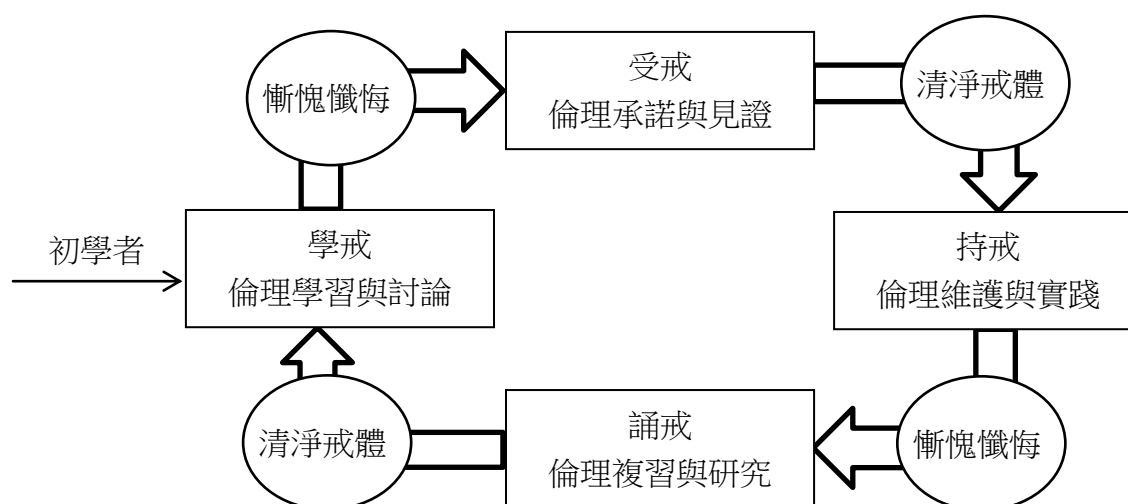 慚愧懺悔
受戒
倫理承諾與見證
清淨戒體
初學者
學戒
倫理學習與討論
持戒
倫理維護與實踐
清淨戒體
誦戒
倫理複習與研究
慚愧懺悔